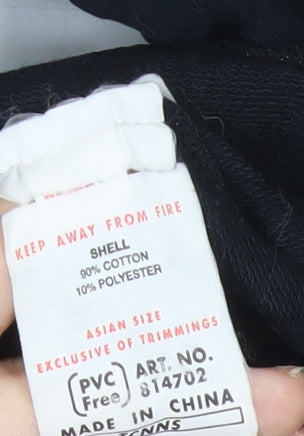 KEEP AWAY FROM FIRE
SHELL
90% COTTON
10% POLYESTER
ASIAN SIZE
EXCLUSIVE OF TRIMMINGS
(PVC Free) ART. NO.
814702
MADE IN CHINA